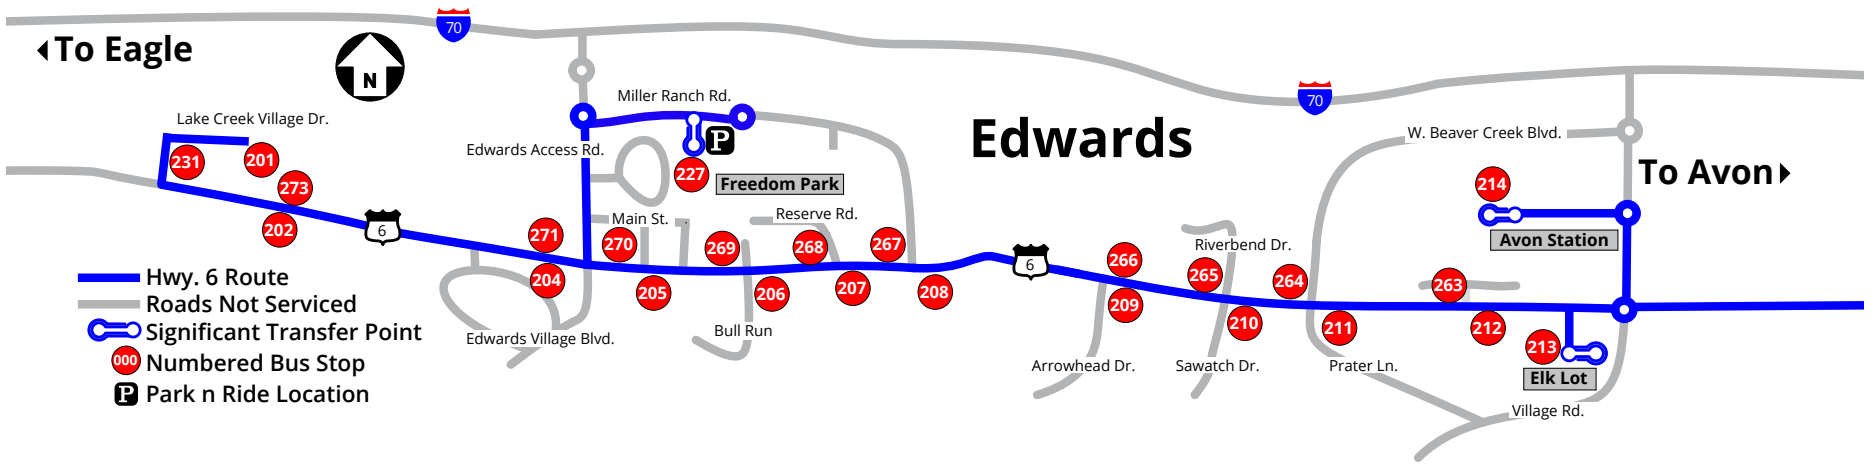 70
To Eagle
N
Miller Ranch Rd.
70
Lake Creek Village Dr.
Edwards
W. Beaver Creek Blvd.
P
Edwards Access Rd.
231
201
227
To Avon
273
Freedom Park
214
202
6
271
Main St.
270
Reserve Rd.
269
268
267
Riverbend Dr.
Avon Station
6
266
265
264
263
Hwy. 6 Route
204
205
206
207
208
209
Roads Not Serviced
Significant Transfer Point
Edwards Village Blvd.
Bull Run
210
211
212
213
000
Numbered Bus Stop
Arrowhead Dr.
Sawatch Dr.
Prater Ln.
Elk Lot
P
Park n Ride Location
Village Rd.